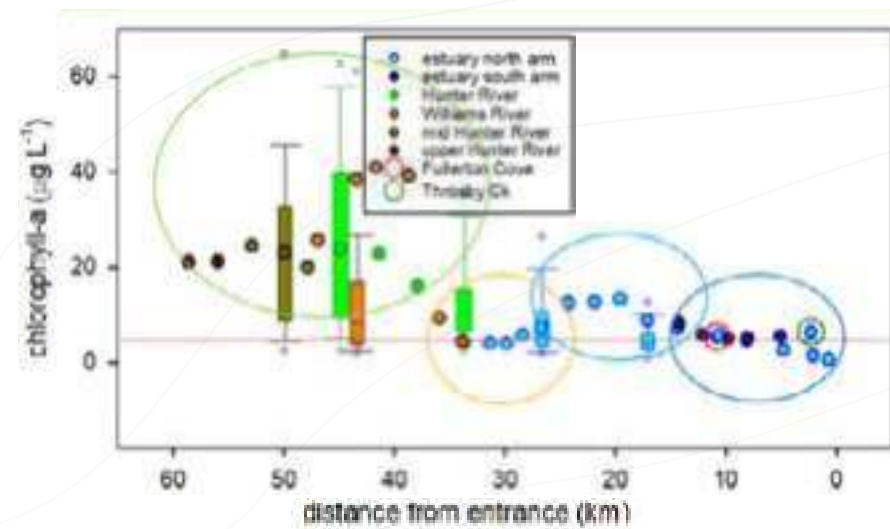 estuary north arm
estuary south arm
Hunter River
Williams River
mid Hunter River
upper Hunter River
Fullerton Cove
Throsby Ck
chlorophyll-a (µg L⁻¹)
60
40
20
0
60 50 40 30 20 10 0
distance from entrance (km)